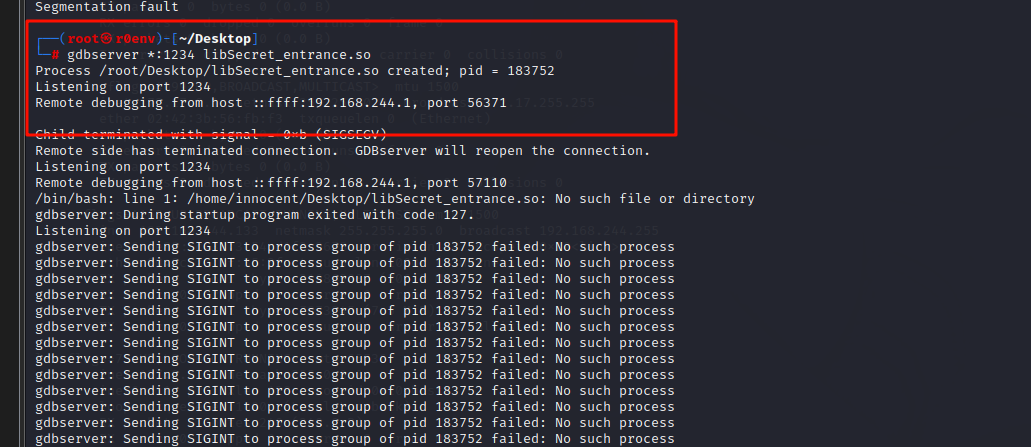 Segmentation fault
┌──(root㉿r0env)-[~/Desktop]
└─# gdbserver *:1234 libSecret_entrance.so
Process /root/Desktop/libSecret_entrance.so created; pid = 183752
Listening on port 1234
Remote debugging from host ::ffff:192.168.244.1, port 56371
Child terminated with signal = 0xb (SIGSEGV)
Remote side has terminated connection.  GDBserver will reopen the connection.
Listening on port 1234
Remote debugging from host ::ffff:192.168.244.1, port 57110
/bin/bash: line 1: /home/innocent/Desktop/libSecret_entrance.so: No such file or directory
gdbserver: During startup program exited with code 127.
Listening on port 1234
gdbserver: Sending SIGINT to process group of pid 183752 failed: No such process
gdbserver: Sending SIGINT to process group of pid 183752 failed: No such process
gdbserver: Sending SIGINT to process group of pid 183752 failed: No such process
gdbserver: Sending SIGINT to process group of pid 183752 failed: No such process
gdbserver: Sending SIGINT to process group of pid 183752 failed: No such process
gdbserver: Sending SIGINT to process group of pid 183752 failed: No such process
gdbserver: Sending SIGINT to process group of pid 183752 failed: No such process
gdbserver: Sending SIGINT to process group of pid 183752 failed: No such process
gdbserver: Sending SIGINT to process group of pid 183752 failed: No such process
gdbserver: Sending SIGINT to process group of pid 183752 failed: No such process
gdbserver: Sending SIGINT to process group of pid 183752 failed: No such process
gdbserver: Sending SIGINT to process group of pid 183752 failed: No such process
gdbserver: Sending SIGINT to process group of pid 183752 failed: No such process